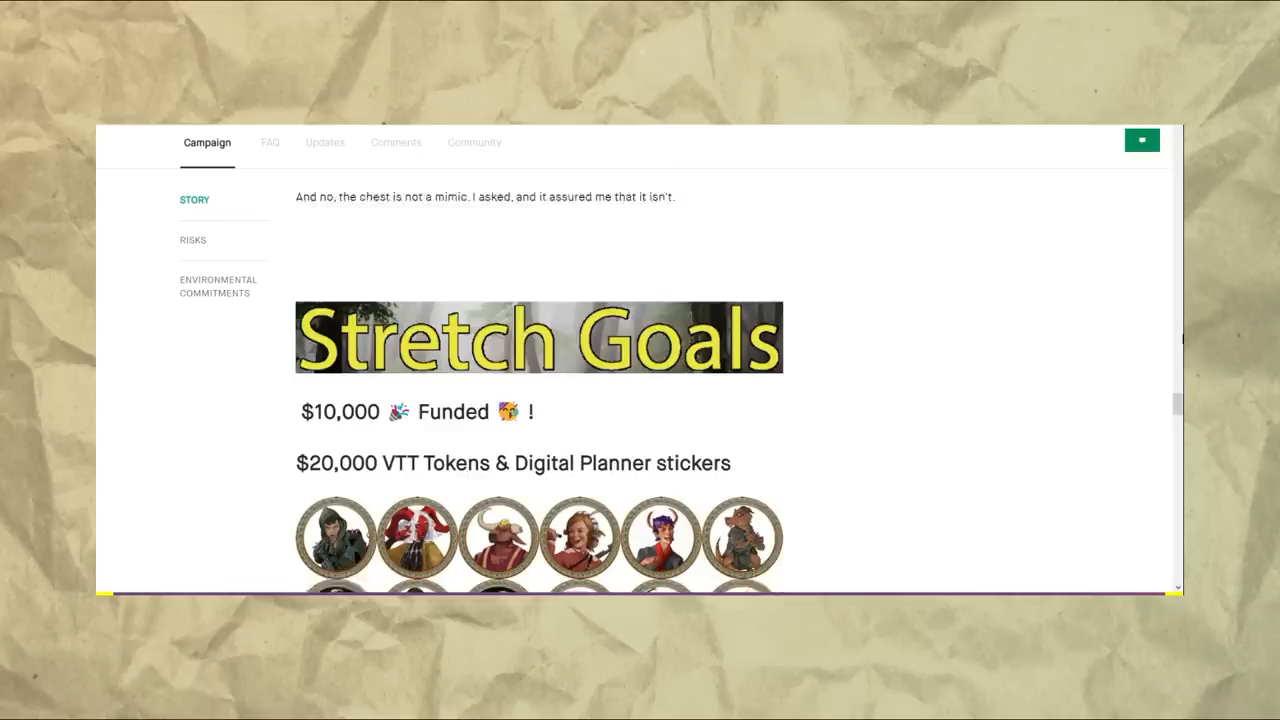 Campaign FAQ Updates Comments Community
STORY
RISKS
ENVIRONMENTAL
COMMITMENTS
And no, the chest is not a mimic. I asked, and it assured me that it isn't.
Stretch Goals
$10,000 🎉 Funded 🥳 !
$20,000 VTT Tokens & Digital Planner stickers